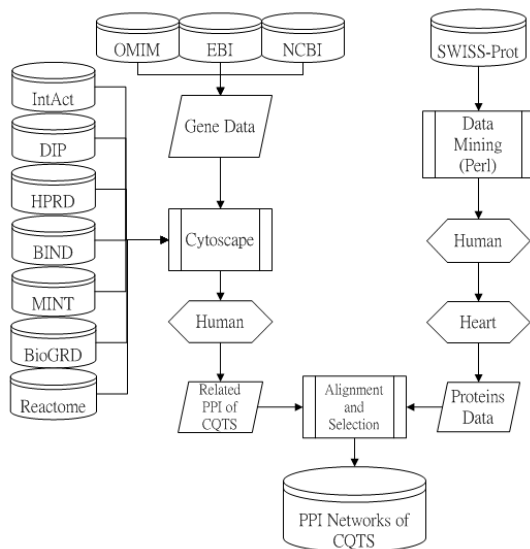 OMIM
EBI
NCBI
SWISS-Prot
IntAct
DIP
HPRD
BIND
MINT
BioGRD
Reactome
Gene Data
Cytoscape
Human
Related
PPI of
CQTS
Data
Mining
(Perl)
Human
Heart
Proteins
Data
Alignment
and
Selection
PPI Networks of
CQTS